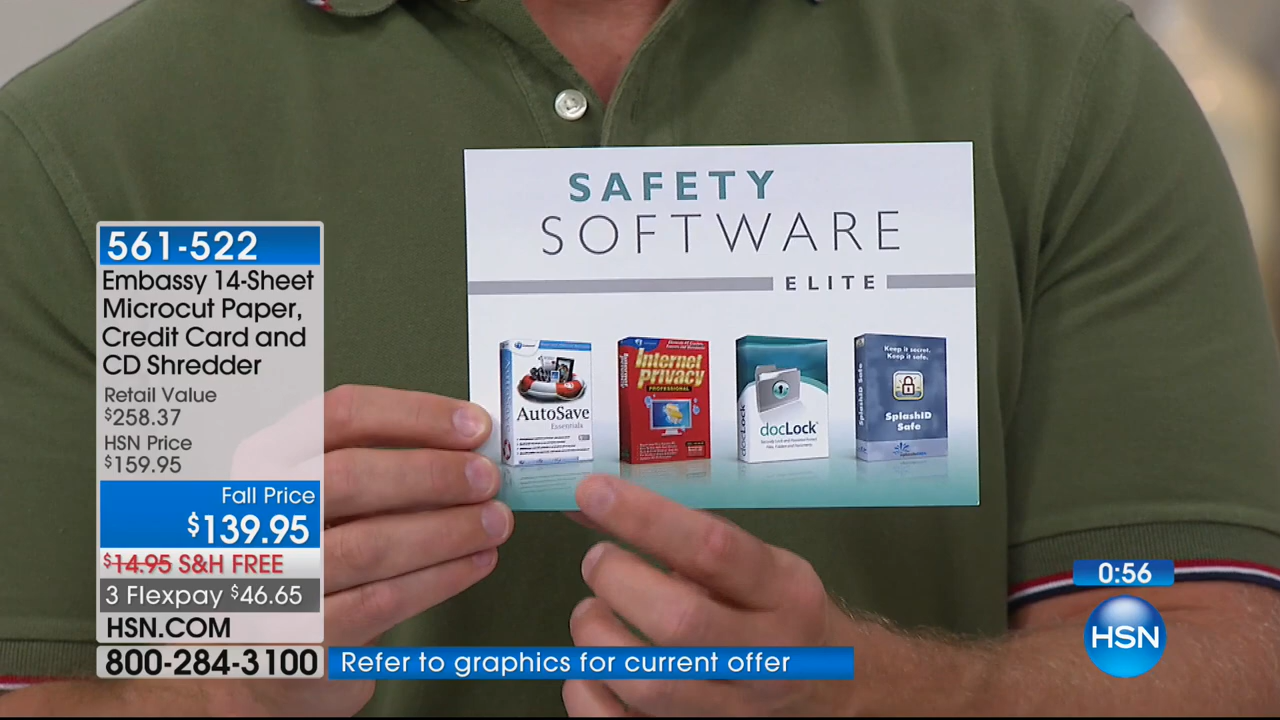 561-522
Embassy 14-Sheet
Microcut Paper,
Credit Card and
CD Shredder
Retail Value
$258.37
HSN Price
$159.95
Fall Price
$139.95
$14.95 S&H FREE
3 Flexpay $46.65
HSN.COM
800-284-3100
Refer to graphics for current offer
0:56
HSN
SAFETY
SOFTWARE
ELITE
AutoSave
Essentials
Internet
Privacy
PROFESSIONAL
docLock
docLock
Keep it secret.
Keep it safe.
SplashID
Safe
SplashID Safe